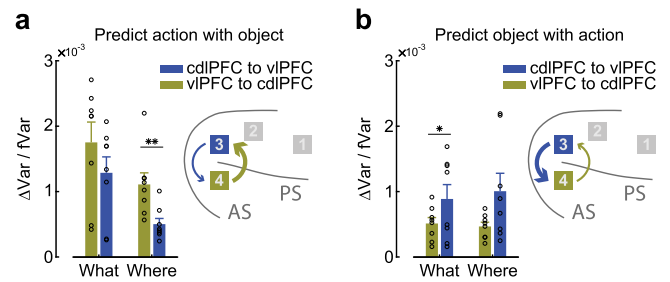 a
Predict action with object
×10⁻³
3
2
1
0
ΔVar / fVar
cdlPFC to vlPFC
vlPFC to cdlPFC
**
What Where
2
3
1
4
PS
AS
b
Predict object with action
×10⁻³
3
2
1
0
ΔVar / fVar
cdlPFC to vlPFC
vlPFC to cdlPFC
*
What Where
2
3
1
4
PS
AS